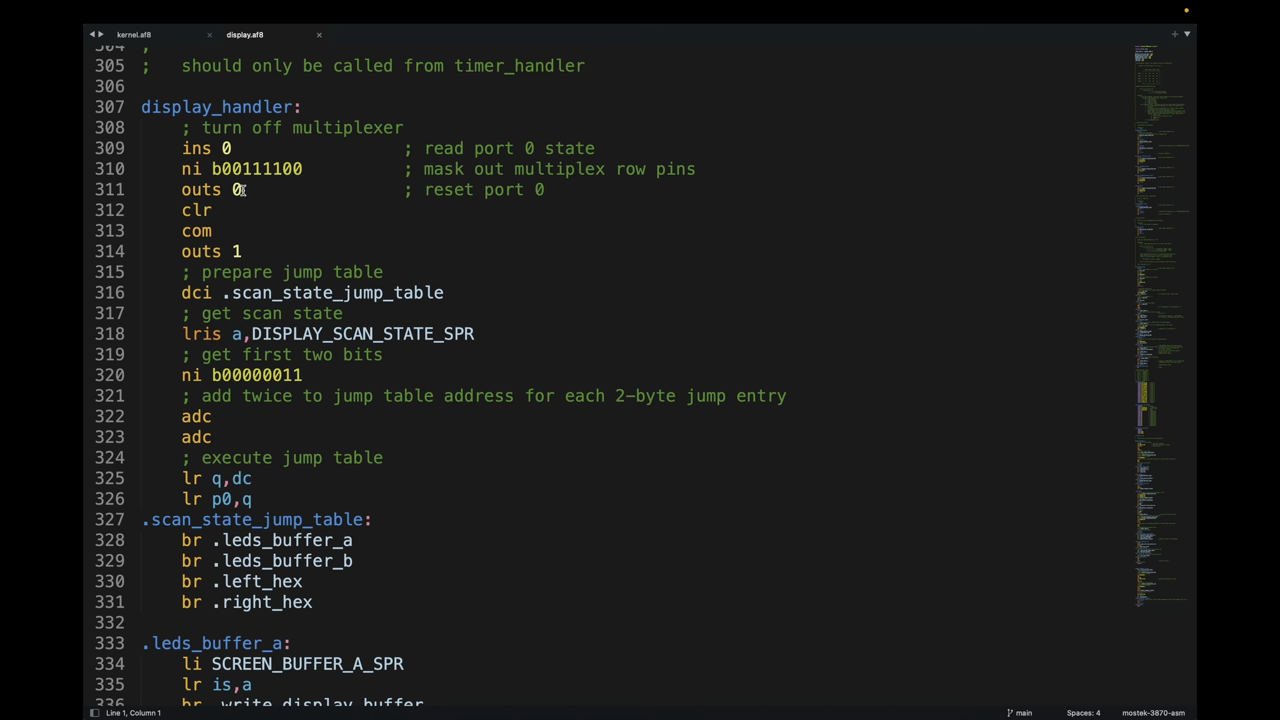 kernel.af8 × display.af8 ×
304 ;
305 ; should only be called from timer_handler
306
307 display_handler:
308 ; turn off multiplexer
309 ins 0 ; read port 0 state
310 ni b00111100 ; mask out multiplex row pins
311 outs 0 ; reset port 0
312 clr
313 com
314 outs 1
315 ; prepare jump table
316 dci .scan_state_jump_table
317 ; get scan state
318 lris a,DISPLAY_SCAN_STATE_SPR
319 ; get first two bits
320 ni b00000011
321 ; add twice to jump table address for each 2-byte jump entry
322 adc
323 adc
324 ; execute jump table
325 lr q,dc
326 lr p0,q
327 .scan_state_jump_table:
328 br .leds_buffer_a
329 br .leds_buffer_b
330 br .left_hex
331 br .right_hex
332
333 .leds_buffer_a:
334 li SCREEN_BUFFER_A_SPR
335 lr is,a
336 br .write_display_buffer
Line 1, Column 1 main Spaces: 4 mostek-3870-asm